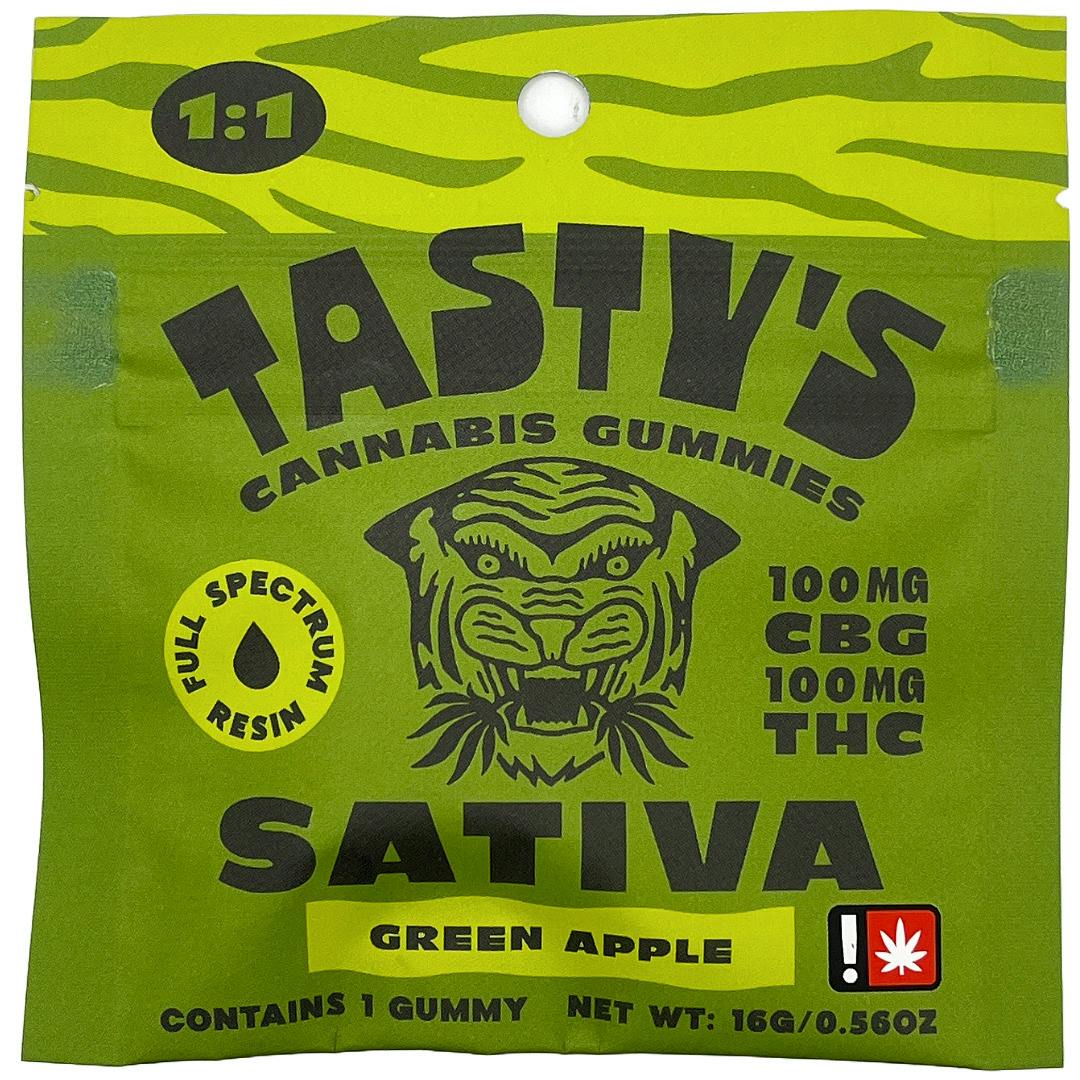 1:1
TASTY'S
CANNABIS GUMMIES
FULL SPECTRUM
RESIN
100MG
CBG
100MG
THC
SATIVA
GREEN APPLE
!
CONTAINS 1 GUMMY NET WT: 16G/0.56OZ